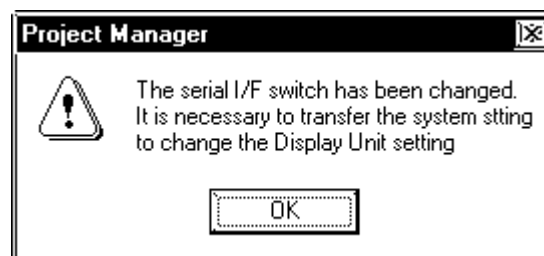 Project Manager
The serial I/F switch has been changed.
It is necessary to transfer the system stting
to change the Display Unit setting
OK